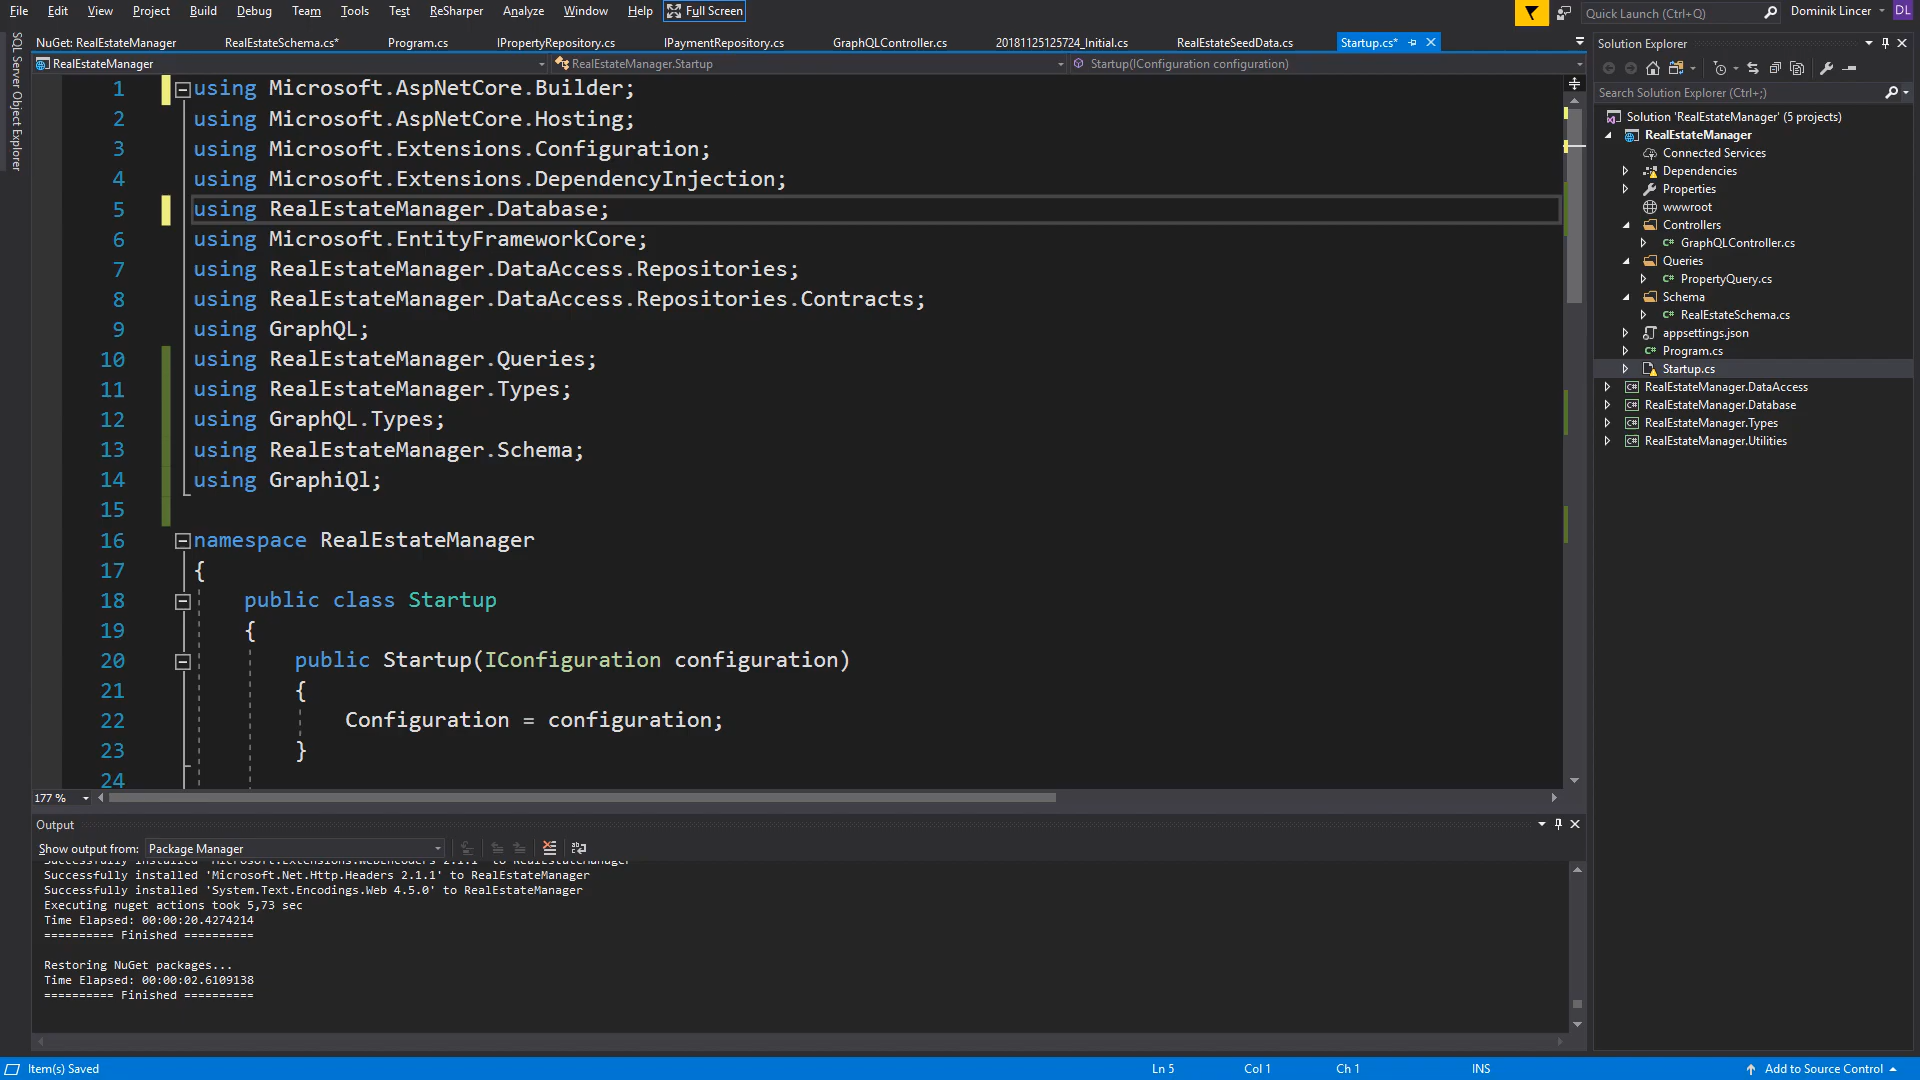 File Edit View Project Build Debug Team Tools Test ReSharper Analyze Window Help Full Screen Quick Launch (Ctrl+Q) Dominik Lincer DL
SQL Server Object Explorer
NuGet: RealEstateManager RealEstateSchema.cs* Program.cs IPropertyRepository.cs IPaymentRepository.cs GraphQLController.cs 20181125125724_Initial.cs RealEstateSeedData.cs Startup.cs*
RealEstateManager RealEstateManager.Startup Startup(IConfiguration configuration)
1 using Microsoft.AspNetCore.Builder;
2 using Microsoft.AspNetCore.Hosting;
3 using Microsoft.Extensions.Configuration;
4 using Microsoft.Extensions.DependencyInjection;
5 using RealEstateManager.Database;
6 using Microsoft.EntityFrameworkCore;
7 using RealEstateManager.DataAccess.Repositories;
8 using RealEstateManager.DataAccess.Repositories.Contracts;
9 using GraphQL;
10 using RealEstateManager.Queries;
11 using RealEstateManager.Types;
12 using GraphQL.Types;
13 using RealEstateManager.Schema;
14 using GraphiQl;
15
16 namespace RealEstateManager
17 {
18 public class Startup
19 {
20 public Startup(IConfiguration configuration)
21 {
22 Configuration = configuration;
23 }
24
177 %
Output
Show output from: Package Manager
Successfully installed 'Microsoft.Extensions.WebEncoders 2.1.1' to RealEstateManager
Successfully installed 'Microsoft.Net.Http.Headers 2.1.1' to RealEstateManager
Successfully installed 'System.Text.Encodings.Web 4.5.0' to RealEstateManager
Executing nuget actions took 5,73 sec
Time Elapsed: 00:00:20.4274214
========== Finished ==========
Restoring NuGet packages...
Time Elapsed: 00:00:02.6109138
========== Finished ==========
Solution Explorer
Search Solution Explorer (Ctrl+;)
Solution 'RealEstateManager' (5 projects)
RealEstateManager
Connected Services
Dependencies
Properties
wwwroot
Controllers
C# GraphQLController.cs
Queries
C# PropertyQuery.cs
Schema
C# RealEstateSchema.cs
appsettings.json
C# Program.cs
Startup.cs
C# RealEstateManager.DataAccess
C# RealEstateManager.Database
C# RealEstateManager.Types
C# RealEstateManager.Utilities
Item(s) Saved Ln 5 Col 1 Ch 1 INS Add to Source Control